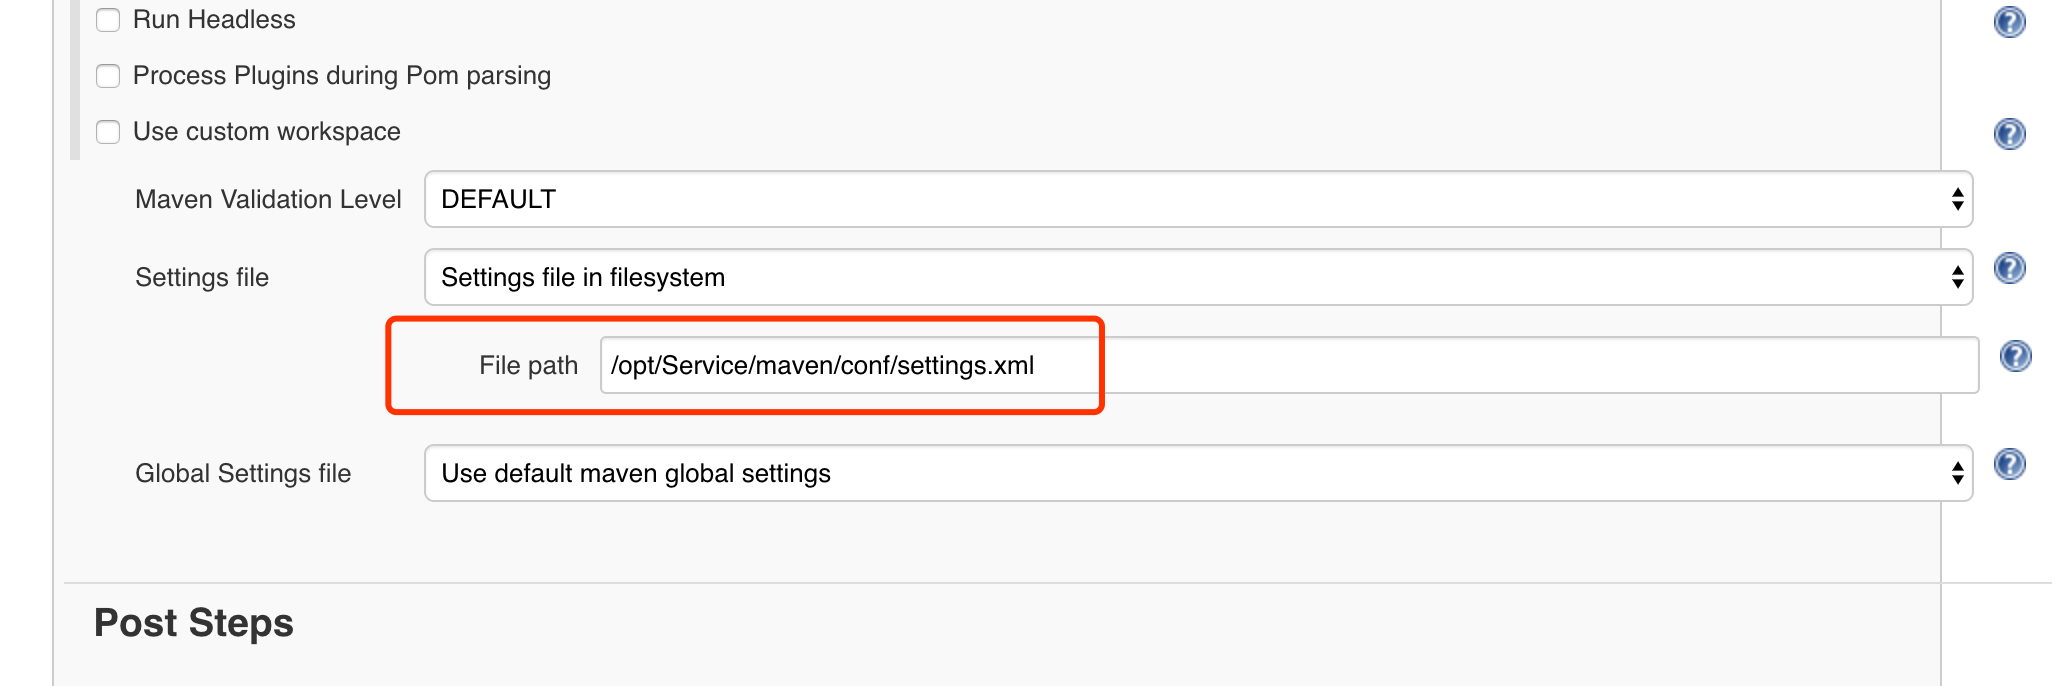 Run Headless
Process Plugins during Pom parsing
Use custom workspace
Maven Validation Level DEFAULT
Settings file Settings file in filesystem
File path /opt/Service/maven/conf/settings.xml
Global Settings file Use default maven global settings
Post Steps